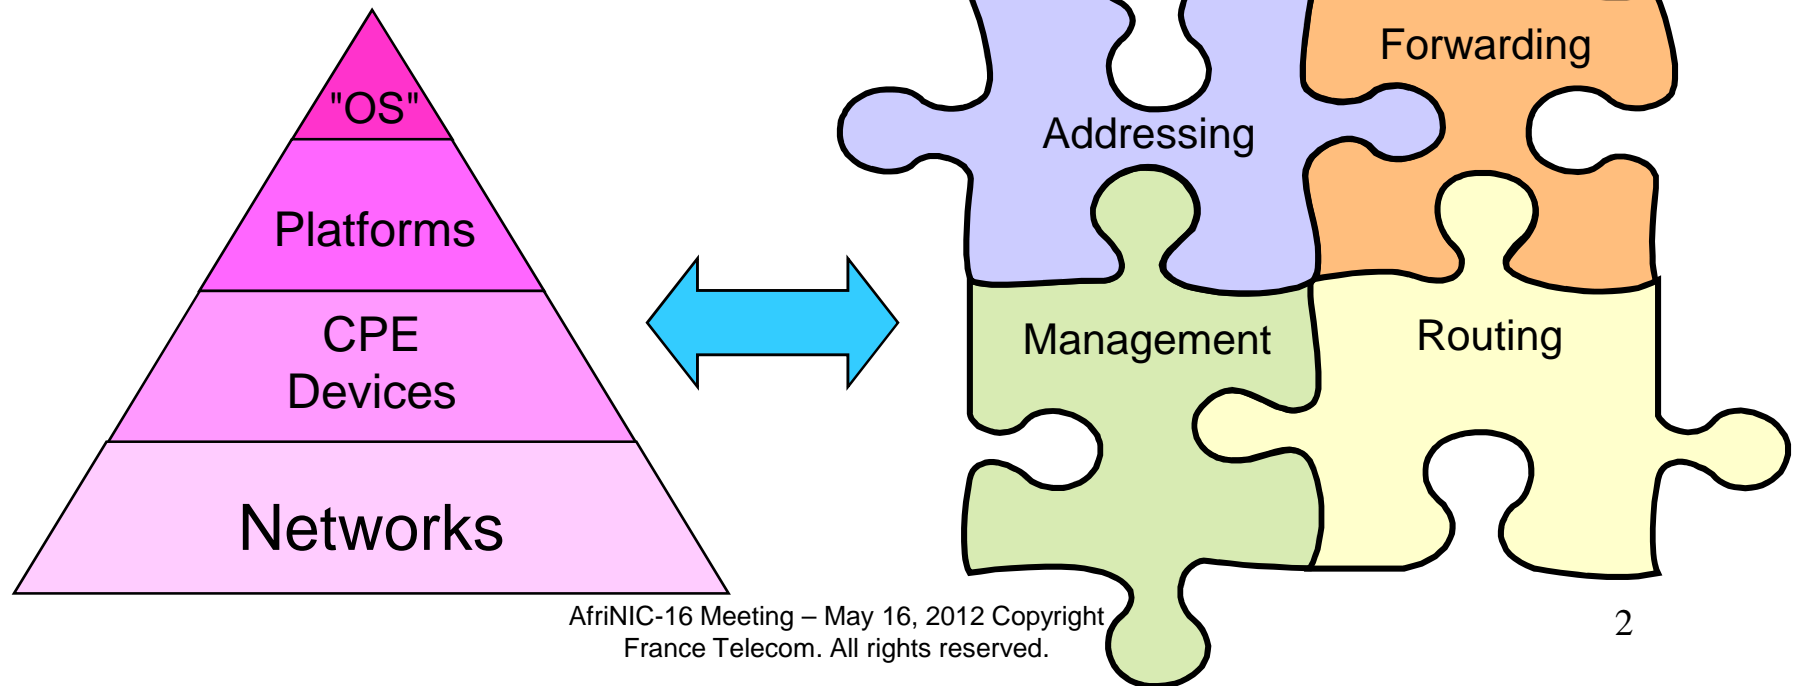 "OS"
Platforms
CPE
Devices
Networks
Forwarding
Addressing
Management
Routing
AfriNIC-16 Meeting – May 16, 2012 Copyright
France Telecom. All rights reserved.
2